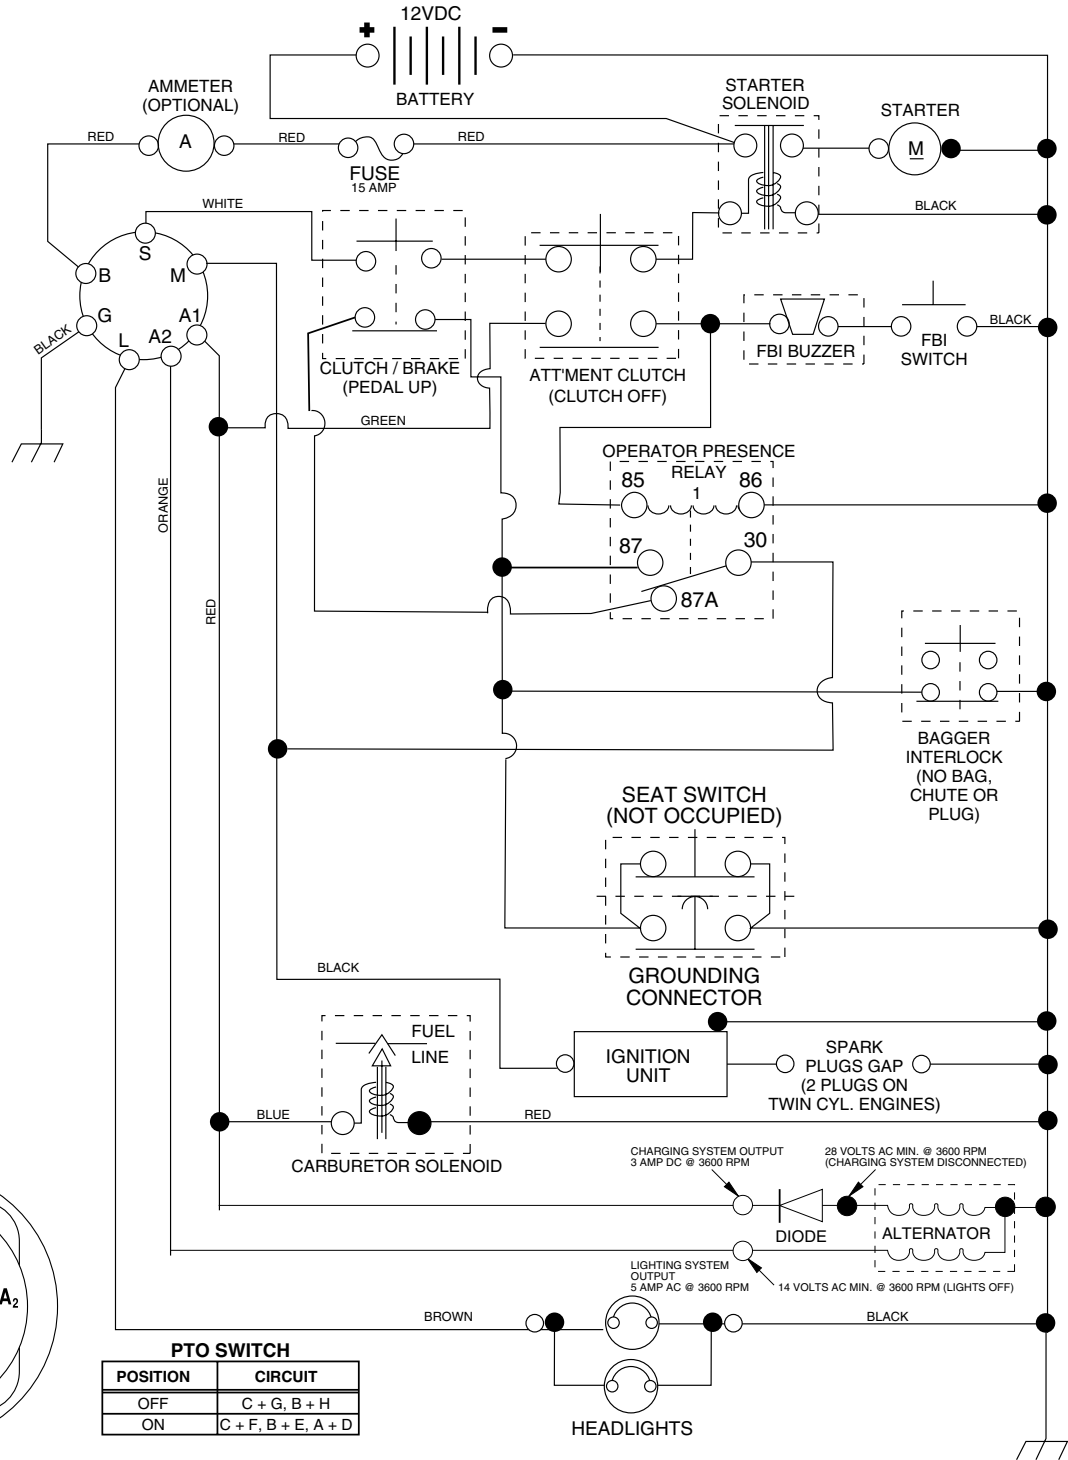 12VDC
+
-
BATTERY
AMMETER
(OPTIONAL)
RED
A
RED
FUSE
15 AMP
RED
STARTER
SOLENOID
STARTER
M
WHITE
BLACK
S
B
M
G
A1
L
A2
BLACK
CLUTCH / BRAKE
(PEDAL UP)
ATT'MENT CLUTCH
(CLUTCH OFF)
FBI BUZZER
FBI
SWITCH
BLACK
GREEN
OPERATOR PRESENCE
RELAY
1
85
86
87
30
87A
ORANGE
RED
BAGGER
INTERLOCK
(NO BAG,
CHUTE OR
PLUG)
SEAT SWITCH
(NOT OCCUPIED)
GROUNDING
CONNECTOR
BLACK
FUEL
LINE
IGNITION
UNIT
SPARK
PLUGS GAP
(2 PLUGS ON
TWIN CYL. ENGINES)
BLUE
RED
CARBURETOR SOLENOID
CHARGING SYSTEM OUTPUT
3 AMP DC @ 3600 RPM
28 VOLTS AC MIN. @ 3600 RPM
(CHARGING SYSTEM DISCONNECTED)
DIODE
ALTERNATOR
LIGHTING SYSTEM
OUTPUT
5 AMP AC @ 3600 RPM
14 VOLTS AC MIN. @ 3600 RPM (LIGHTS OFF)
A2
BROWN
BLACK
HEADLIGHTS
PTO SWITCH
POSITION CIRCUIT
OFF C + G, B + H
ON C + F, B + E, A + D